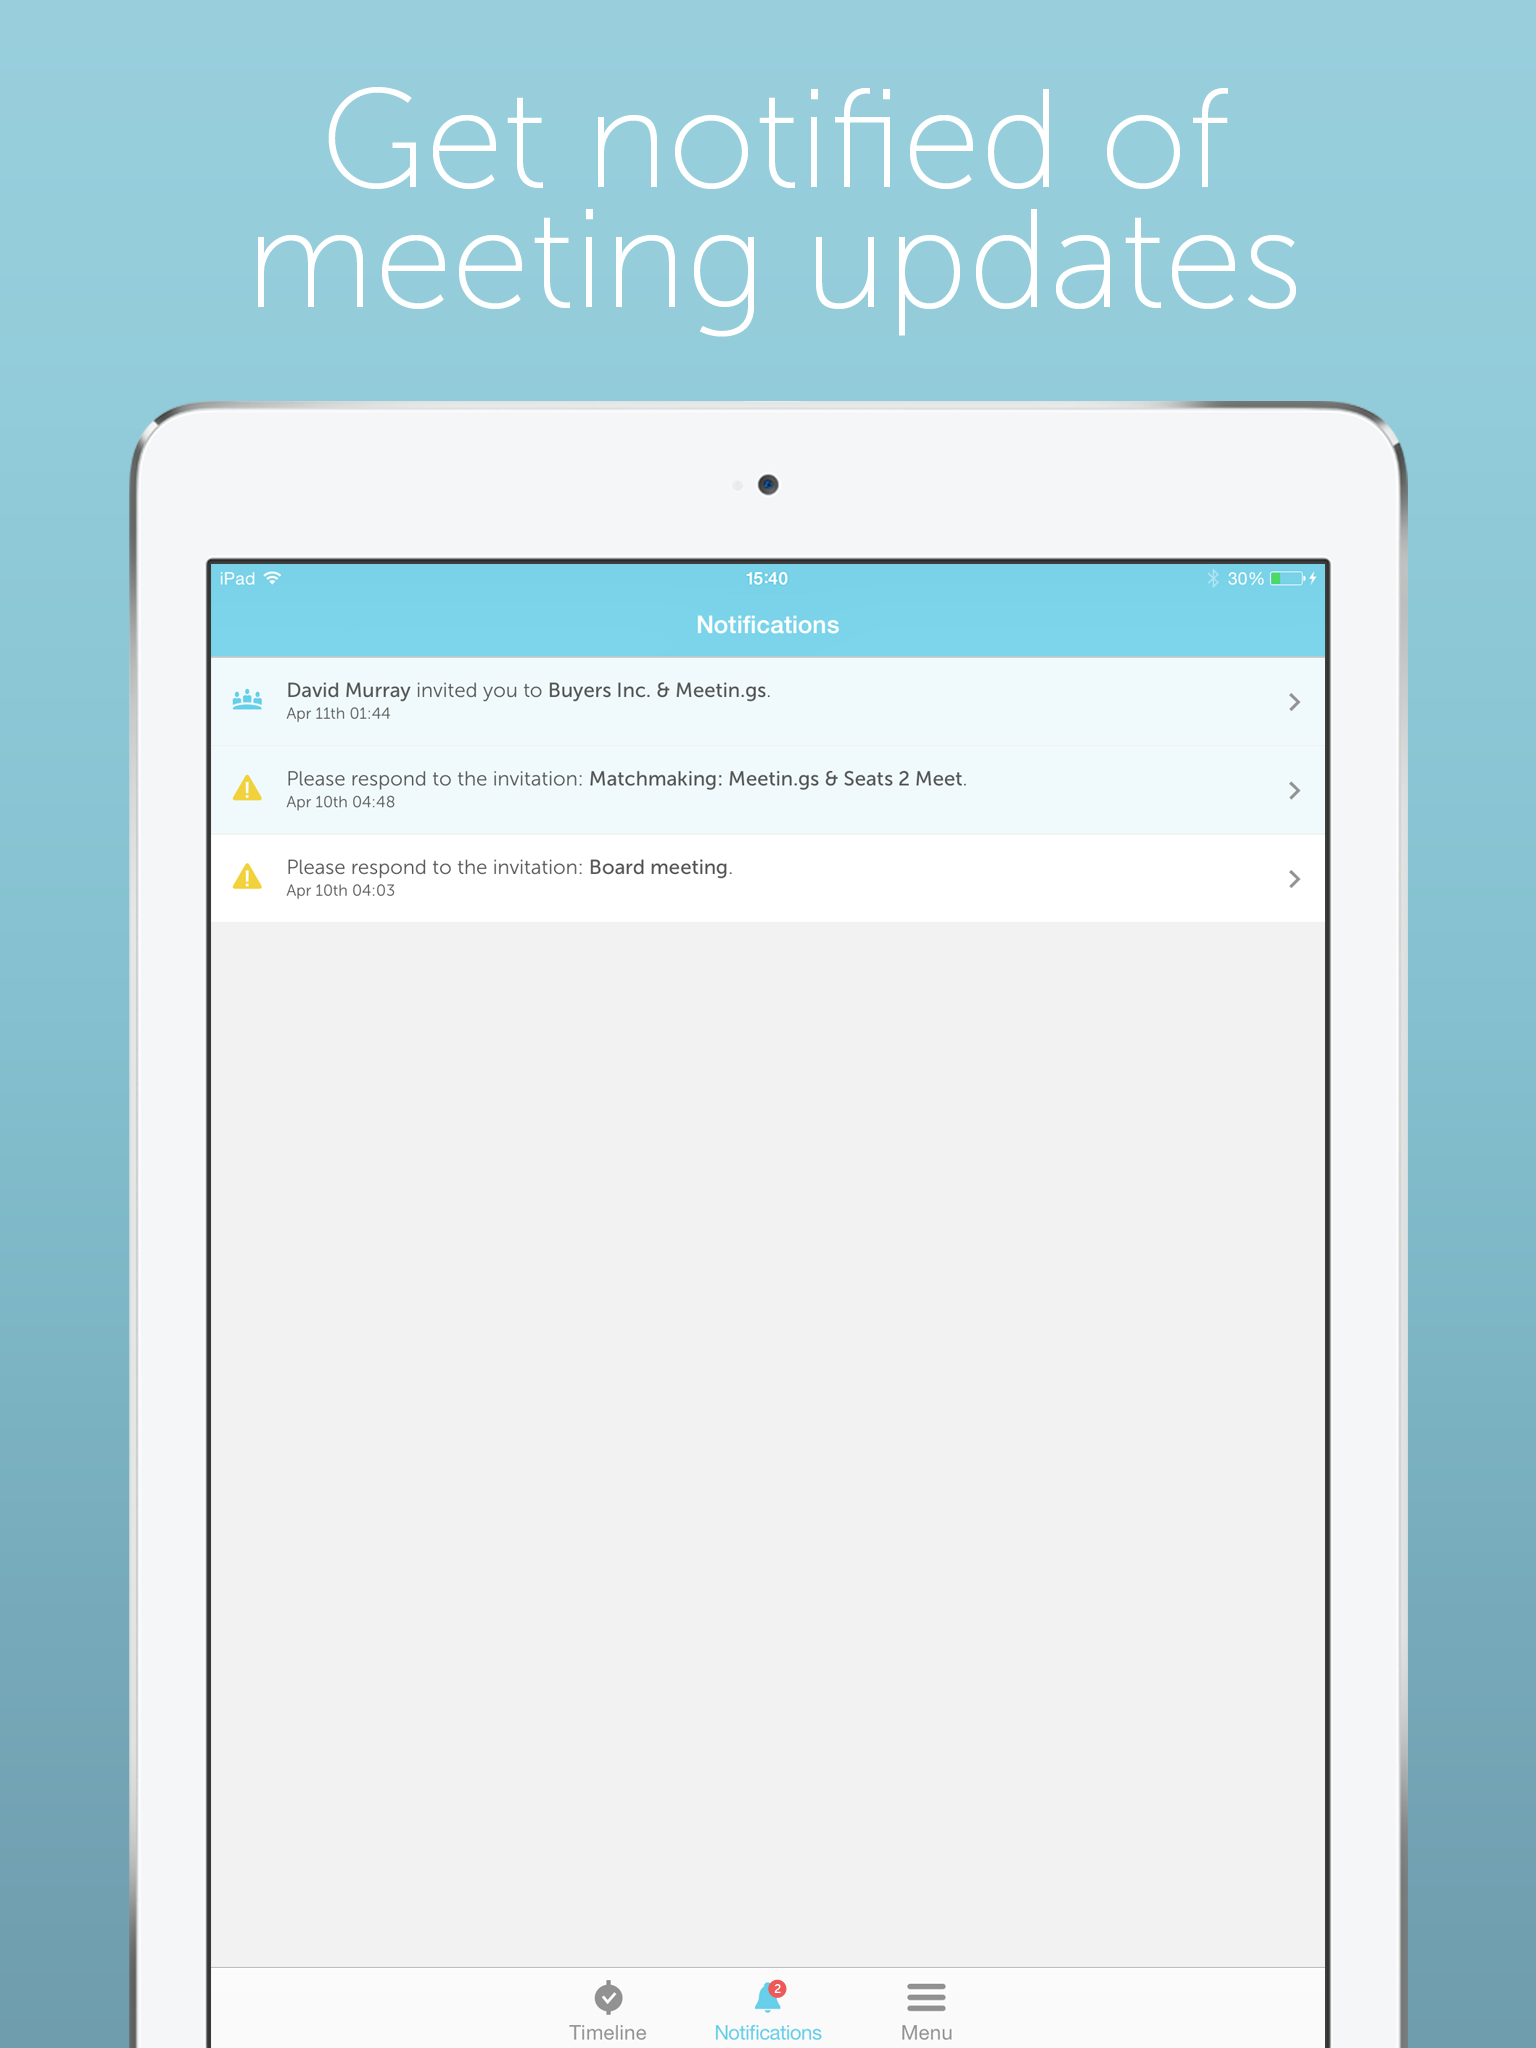 Get notified of
meeting updates
iPad 15:40 30%
Notifications
David Murray invited you to Buyers Inc. & Meetin.gs.
Apr 11th 01:44
Please respond to the invitation: Matchmaking: Meetin.gs & Seats 2 Meet.
Apr 10th 04:48
Please respond to the invitation: Board meeting.
Apr 10th 04:03
2
Timeline Notifications Menu